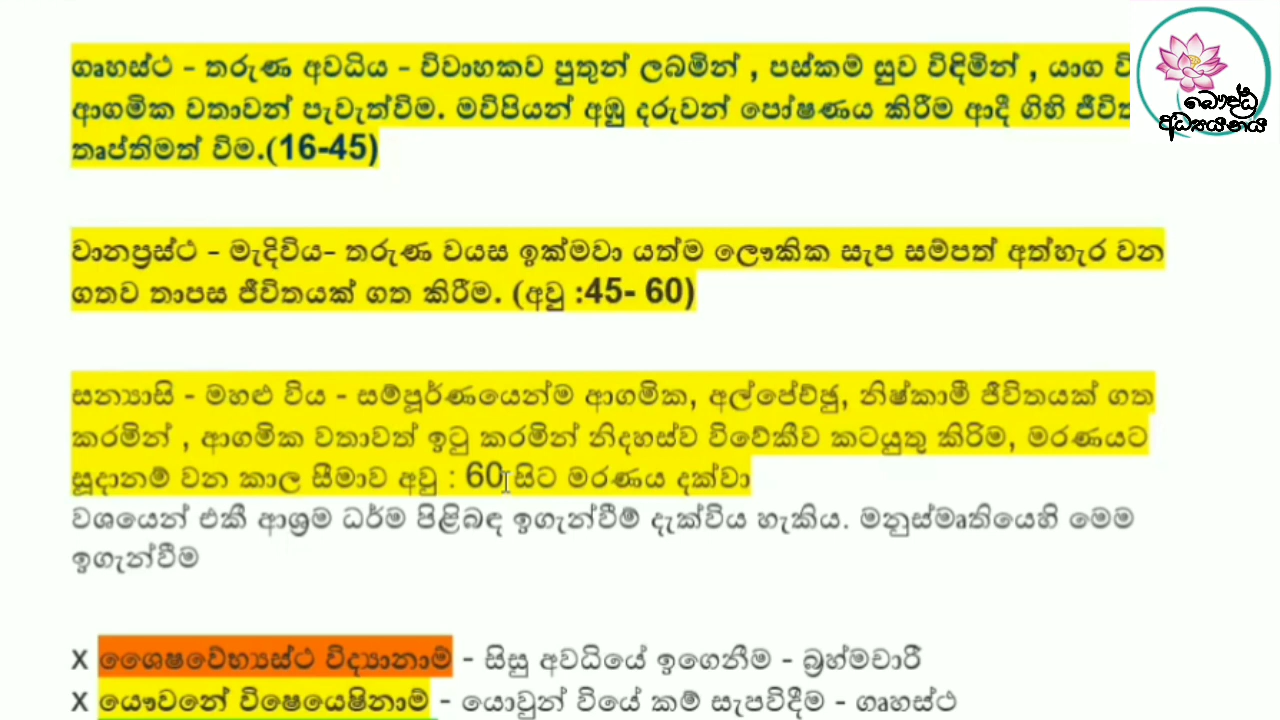 ගෘහස්ථ - තරුණ අවධිය - විවාහකව පුතුන් ලබමින් , පස්කම් සුව විඳිමින් , යාග
ආගමික වතාවන් පැවැත්විම. මව්පියන් අඹු දරුවන් පෝෂණය කිරීම ආදී ගිහි
තෘප්තිමත් විම.(16-45)
වානප්‍රස්ථ - මැදිවිය- තරුණ වයස ඉක්මවා යත්ම ලෞකික සැප සම්පත් අත්හැර වන
ගතව තාපස ජීවිතයක් ගත කිරීම. (අවු :45- 60)
සන්‍යාසි - මහළු විය - සම්පූර්ණයෙන්ම ආගමික, අල්පේච්ඡ, නිෂ්කාමී ජීවිතයක් ගත
කරමින් , ආගමික වතාවත් ඉටු කරමින් නිදහස්ව විවේකීව කටයුතු කිරිම, මරණයට
සූදානම් වන කාල සීමාව අවු : 60 සිට මරණය දක්වා
වශයෙන් එකී ආශ්‍රම ධර්ම පිළිබඳ ඉගැන්වීම් දැක්විය හැකිය. මනුස්මෘතියෙහි මෙම
ඉගැන්වීම
X ශෛෂවේභ්‍යස්ථ විද්‍යානාම් - සිසු අවධියේ ඉගෙනීම - බ්‍රහ්මචාරී
X යෞවනේ විෂෙයෙෂිනාම් - යොවුන් වියේ කම් සැපවිදීම - ගෘහස්ථ
බෞද්ධ
අධ්‍යයනය